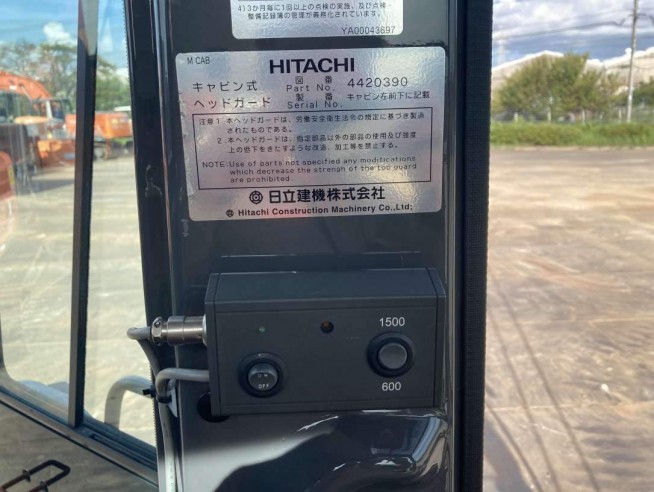 4)3か月毎に1回以上の点検の実施、及び点検・
整備記録簿の管理が義務化されています。
YA00043697
M CAB
HITACHI
キャビン式
ヘッドガード
図番
Part No. 4420390
製番 キャビン左前下に記載
Serial No.
注意 1. 本ヘッドガードは、労働安全衛生法令の規定に基づき製造
されたものである。
2. 本ヘッドガードは、指定部品以外の部品の使用及び強度
上の低下をきたすような改造、加工等を禁止する。
NOTE: Use of parts not specified any modifications
which decrease the strengh of the top guard
are prohibited.
日立建機株式会社
Hitachi Construction Machinery Co.,Ltd;
1500
OFF
600